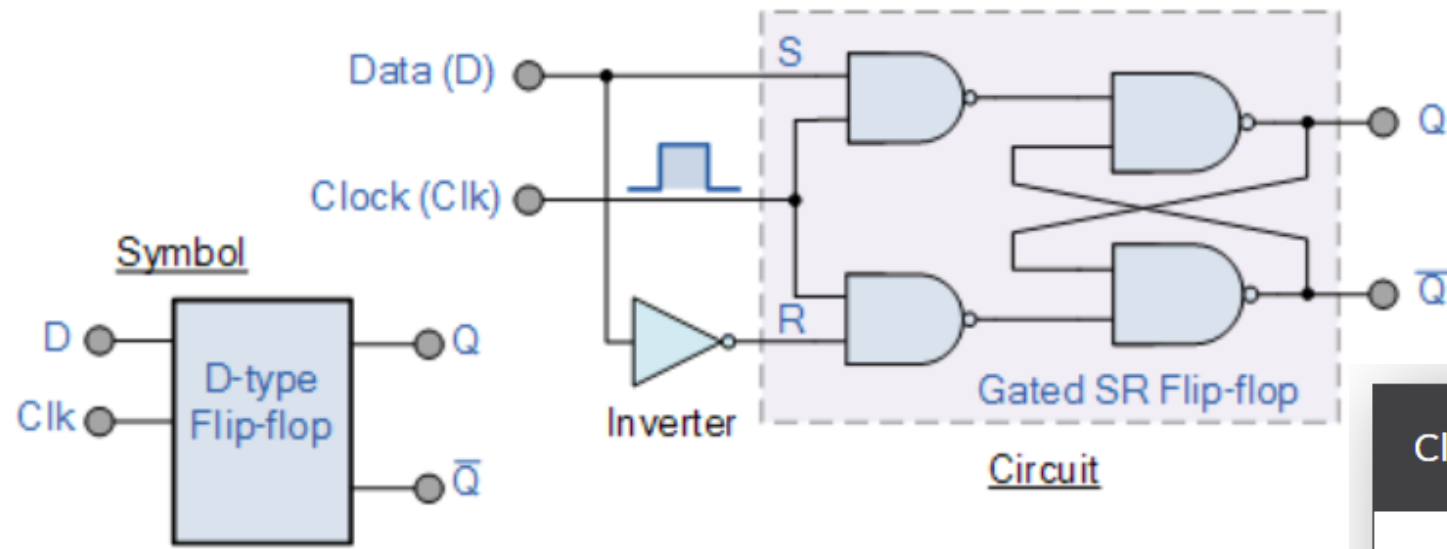 Data (D)
S
Q
Clock (Clk)
Symbol
D
Q
D-type
Flip-flop
Clk
Q̅
Inverter
R
Q̅
Gated SR Flip-flop
Circuit